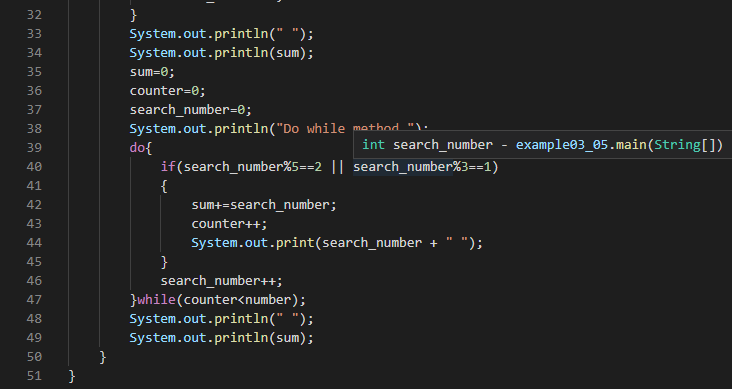 32 }
33 System.out.println(" ");
34 System.out.println(sum);
35 sum=0;
36 counter=0;
37 search_number=0;
38 System.out.println("Do while method ");
int search_number - example03_05.main(String[])
39 do{
40 if(search_number%5==2 || search_number%3==1)
41 {
42 sum+=search_number;
43 counter++;
44 System.out.print(search_number + " ");
45 }
46 search_number++;
47 }while(counter<number);
48 System.out.println(" ");
49 System.out.println(sum);
50 }
51 }